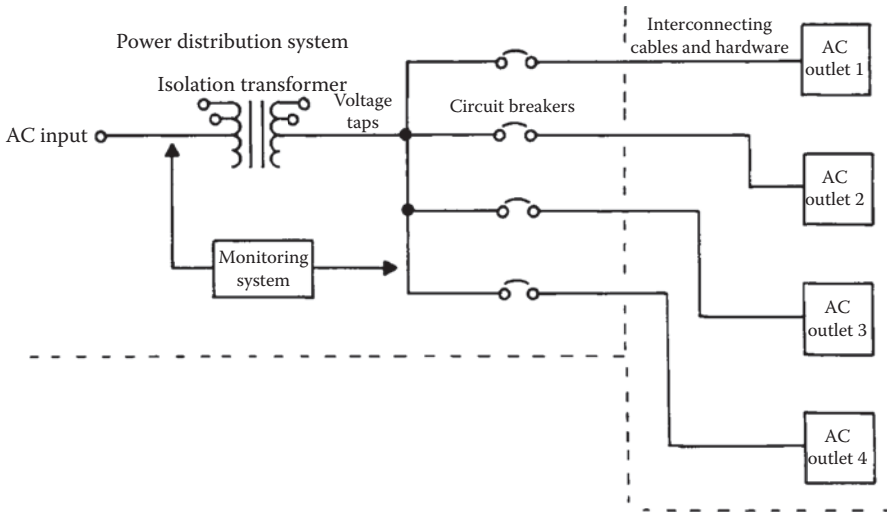 Power distribution system
Isolation transformer
AC input
Voltage
taps
Circuit breakers
Monitoring
system
Interconnecting
cables and hardware
AC
outlet 1
AC
outlet 2
AC
outlet 3
AC
outlet 4